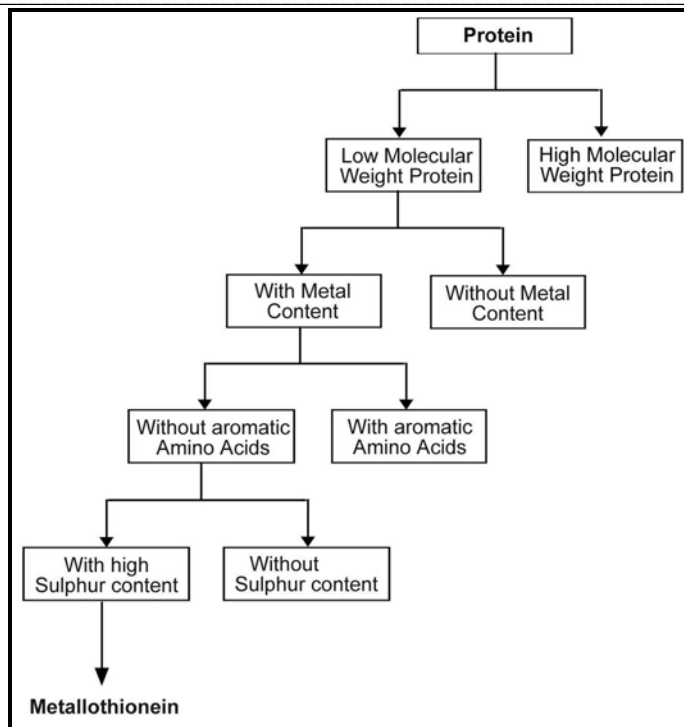 Protein
Low Molecular
Weight Protein
High Molecular
Weight Protein
With Metal
Content
Without Metal
Content
Without aromatic
Amino Acids
With aromatic
Amino Acids
With high
Sulphur content
Without
Sulphur content
Metallothionein